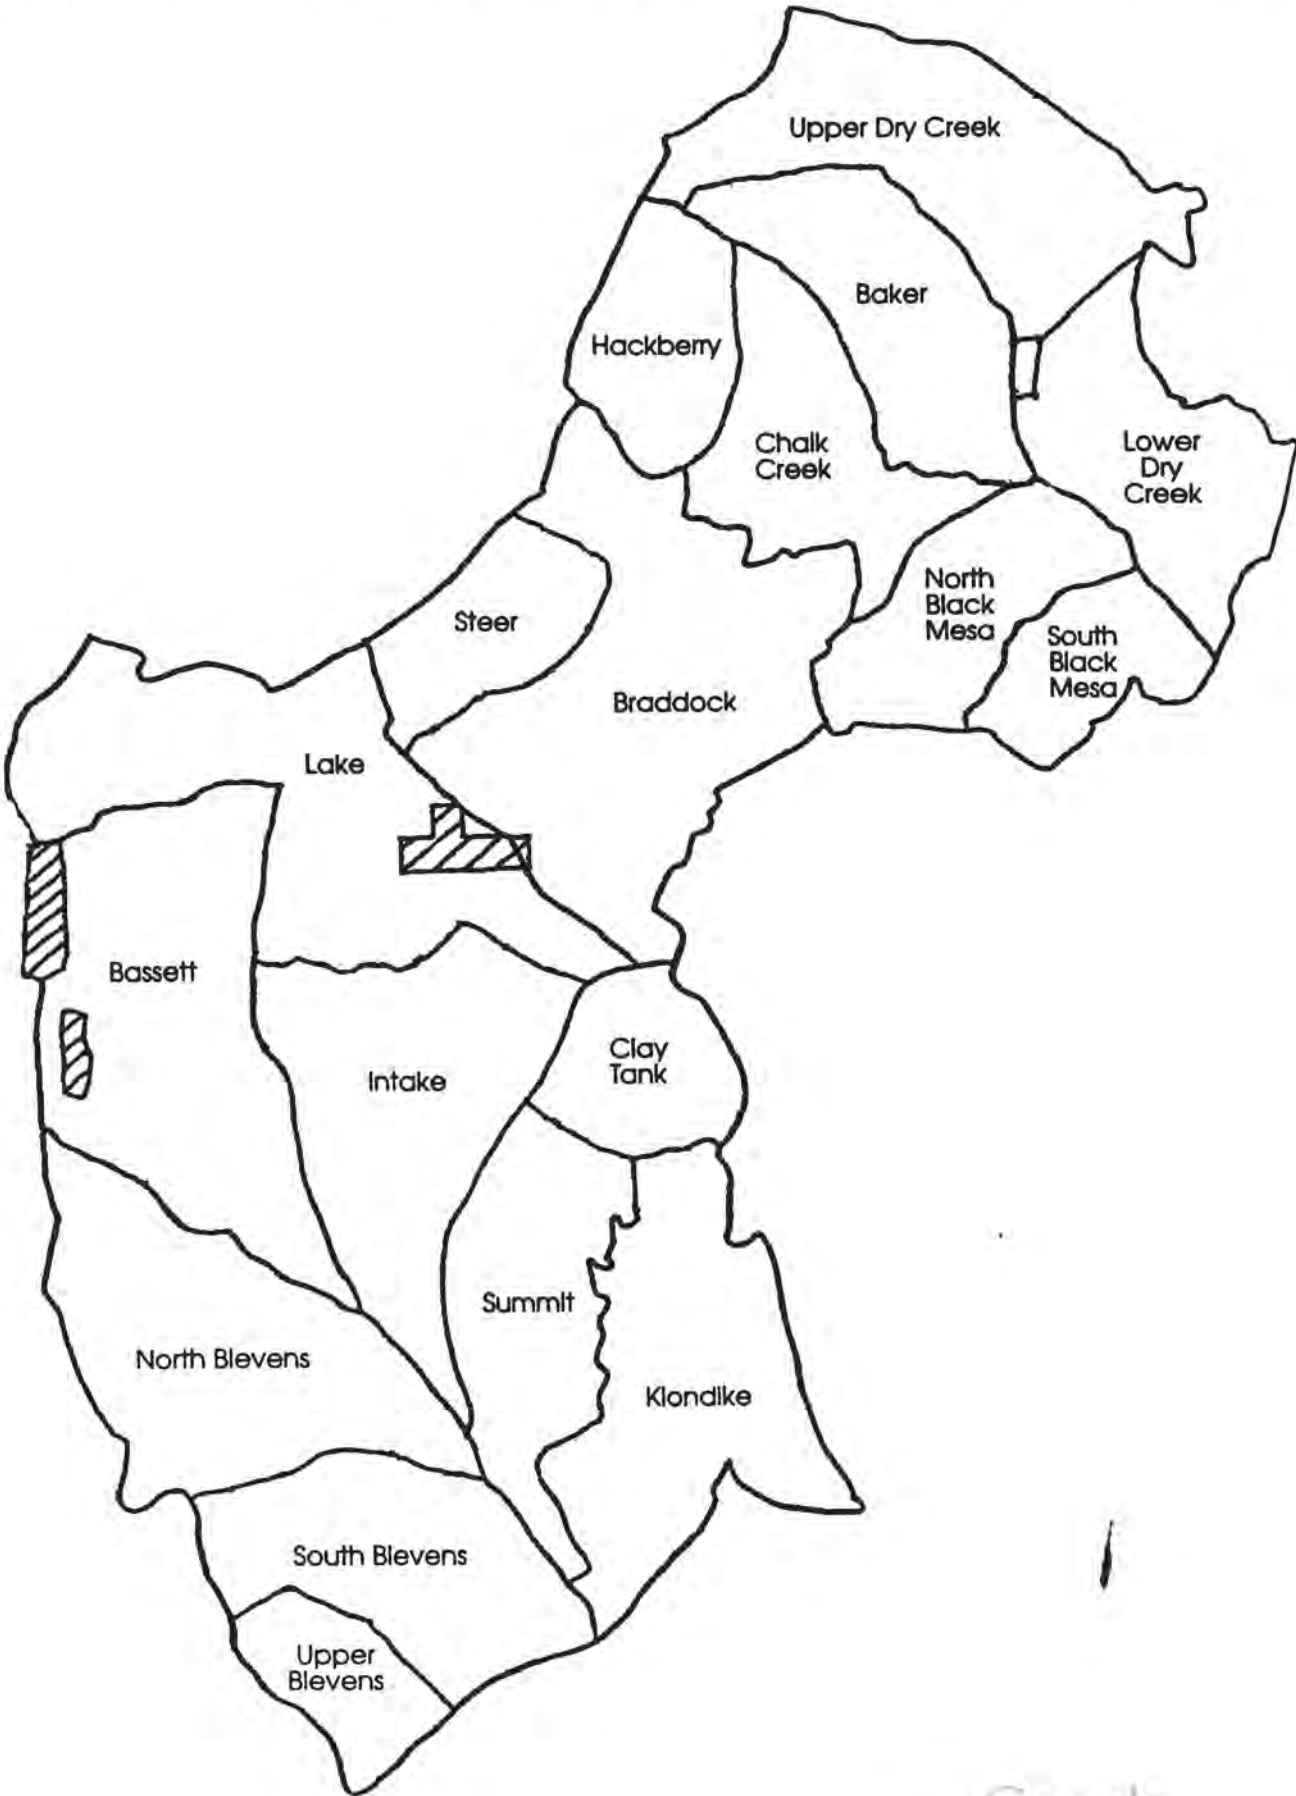 Upper Dry Creek
Baker
Hackberry
Chalk
Creek
Lower
Dry
Creek
North
Black
Mesa
South
Black
Mesa
Steer
Braddock
Lake
Bassett
Intake
Clay
Tank
Summit
North Blevens
Klondike
South Blevens
Upper
Blevens